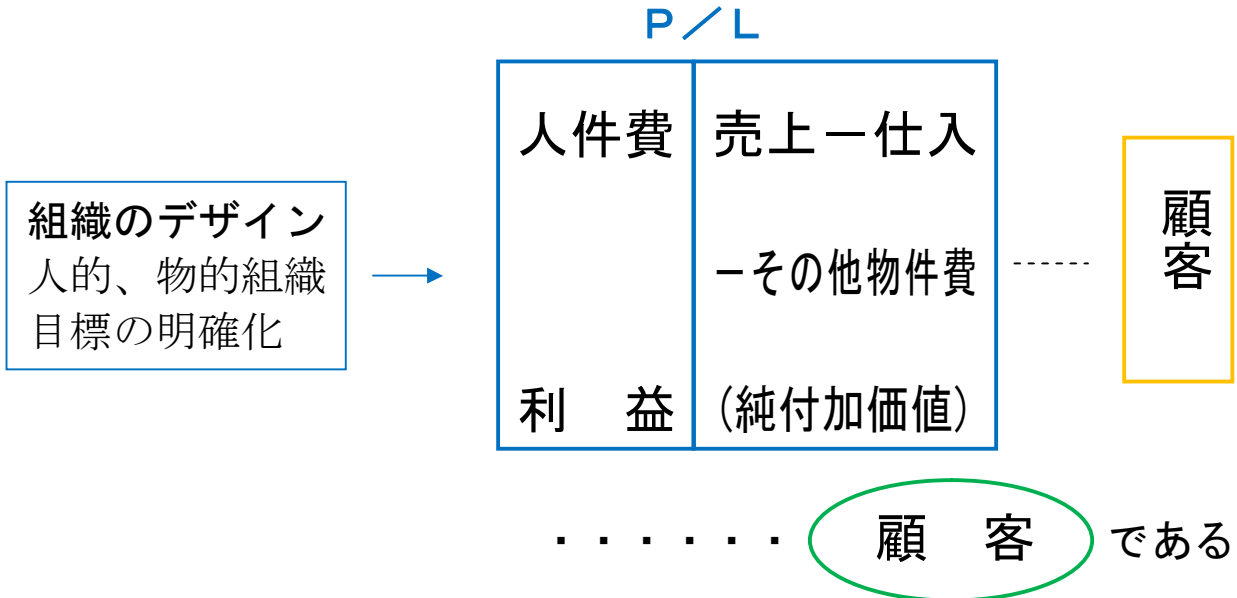 P/L
人件費 売上-仕入
組織のデザイン
人的、物的組織
目標の明確化
-その他物件費
顧客
利 益 (純付加価値)
・・・・・・ 顧 客 である